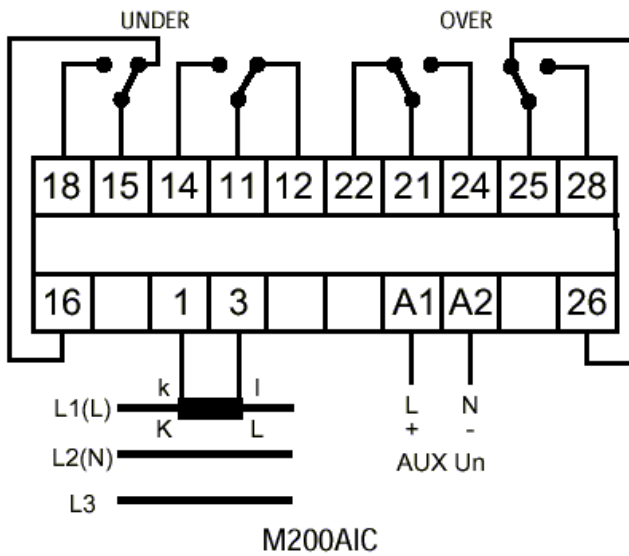 UNDER OVER
18 15 14 11 12 22 21 24 25 28
16 1 3 A1 A2 26
k l
L1(L)
K L
L N
+ -
L2(N)
AUX Un
L3
M200AIC